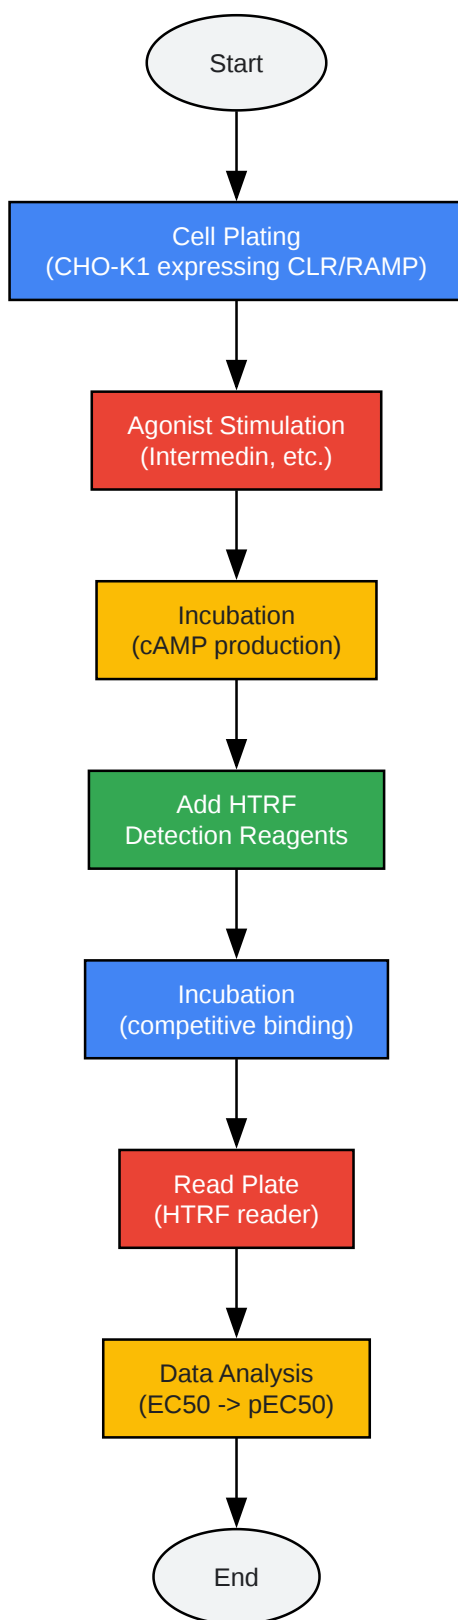 Start
Cell Plating
(CHO-K1 expressing CLR/RAMP)
Agonist Stimulation
(Intermedin, etc.)
Incubation
(cAMP production)
Add HTRF
Detection Reagents
Incubation
(competitive binding)
Read Plate
(HTRF reader)
Data Analysis
(EC50 -> pEC50)
End